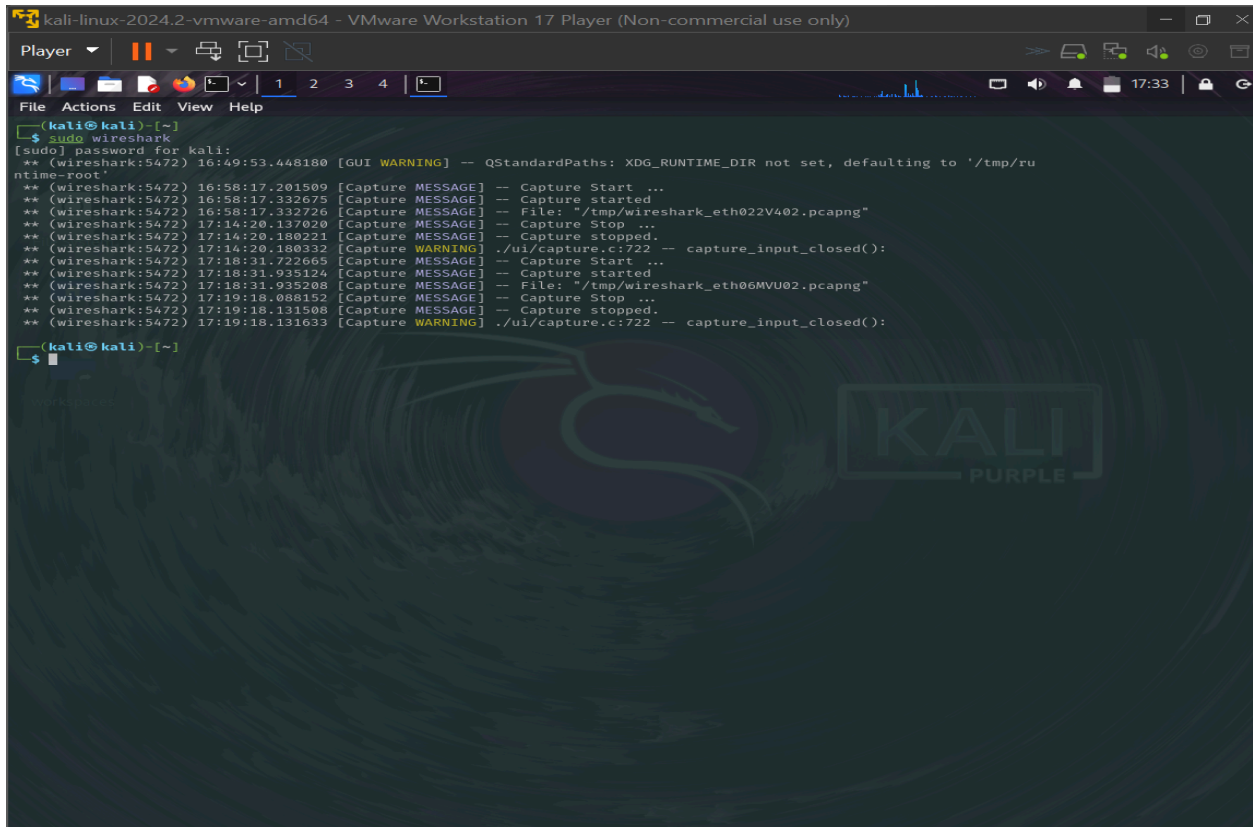 kali-linux-2024.2-vmware-amd64 - VMware Workstation 17 Player (Non-commercial use only)
Player
1 2 3 4 17:33
File Actions Edit View Help
┌──(kali㉿kali)-[~]
└─$ sudo wireshark
[sudo] password for kali:
** (wireshark:5472) 16:49:53.448180 [GUI WARNING] -- QStandardPaths: XDG_RUNTIME_DIR not set, defaulting to '/tmp/ru
ntime-root'
** (wireshark:5472) 16:58:17.201509 [Capture MESSAGE] -- Capture Start ...
** (wireshark:5472) 16:58:17.332675 [Capture MESSAGE] -- Capture started
** (wireshark:5472) 16:58:17.332726 [Capture MESSAGE] -- File: "/tmp/wireshark_eth022V402.pcapng"
** (wireshark:5472) 17:14:20.137020 [Capture MESSAGE] -- Capture Stop ...
** (wireshark:5472) 17:14:20.180221 [Capture MESSAGE] -- Capture stopped.
** (wireshark:5472) 17:14:20.180332 [Capture WARNING] ./ui/capture.c:722 -- capture_input_closed():
** (wireshark:5472) 17:18:31.722665 [Capture MESSAGE] -- Capture Start ...
** (wireshark:5472) 17:18:31.935124 [Capture MESSAGE] -- Capture started
** (wireshark:5472) 17:18:31.935208 [Capture MESSAGE] -- File: "/tmp/wireshark_eth06MVU02.pcapng"
** (wireshark:5472) 17:19:18.088152 [Capture MESSAGE] -- Capture Stop ...
** (wireshark:5472) 17:19:18.131508 [Capture MESSAGE] -- Capture stopped.
** (wireshark:5472) 17:19:18.131633 [Capture WARNING] ./ui/capture.c:722 -- capture_input_closed():
┌──(kali㉿kali)-[~]
└─$
KALI
PURPLE